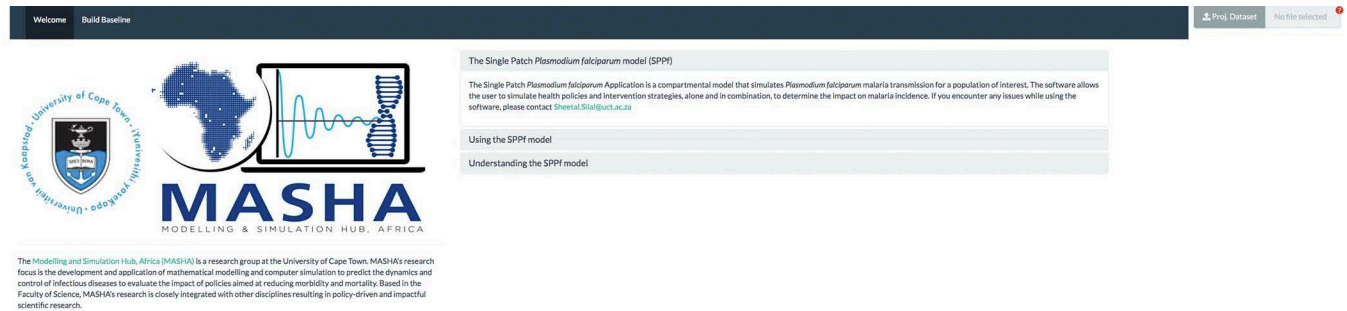 Welcome
Build Baseline
Proj. Dataset
No file selected
?
University of Cape Town · iYunivesithi yaseKapa · Universiteit van Kaapstad
SPES BONA
MASHA
MODELLING & SIMULATION HUB, AFRICA
The Modelling and Simulation Hub, Africa (MASHA) is a research group at the University of Cape Town. MASHA's research
focus is the development and application of mathematical modelling and computer simulation to predict the dynamics and
control of infectious diseases to evaluate the impact of policies aimed at reducing morbidity and mortality. Based in the
Faculty of Science, MASHA's research is closely integrated with other disciplines resulting in policy-driven and impactful
scientific research.
The Single Patch Plasmodium falciparum model (SPPf)
The Single Patch Plasmodium falciparum Application is a compartmental model that simulates Plasmodium falciparum malaria transmission for a population of interest. The software allows
the user to simulate health policies and intervention strategies, alone and in combination, to determine the impact on malaria incidence. If you encounter any issues while using the
software, please contact Sheetal.Silal@uct.ac.za
Using the SPPf model
Understanding the SPPf model